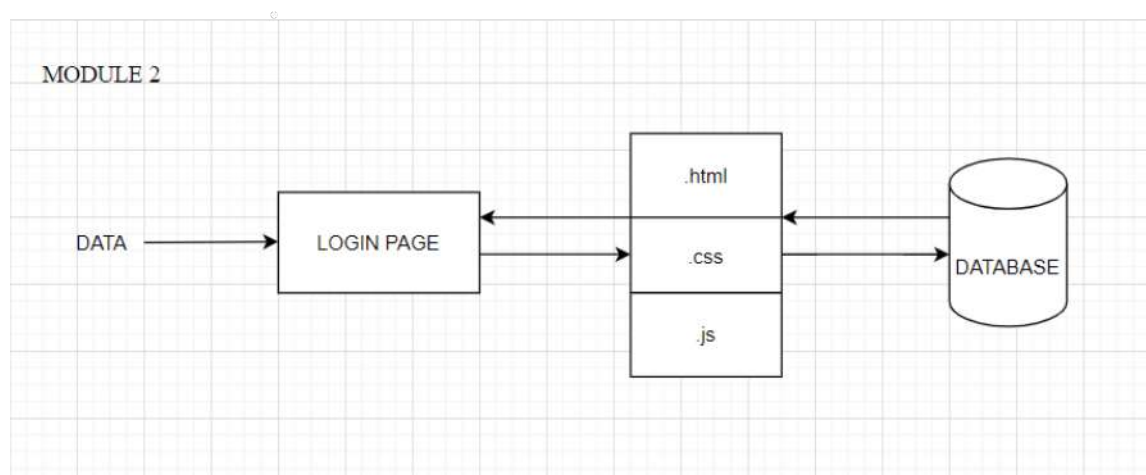 MODULE 2
.html
DATA
LOGIN PAGE
.css
DATABASE
.js